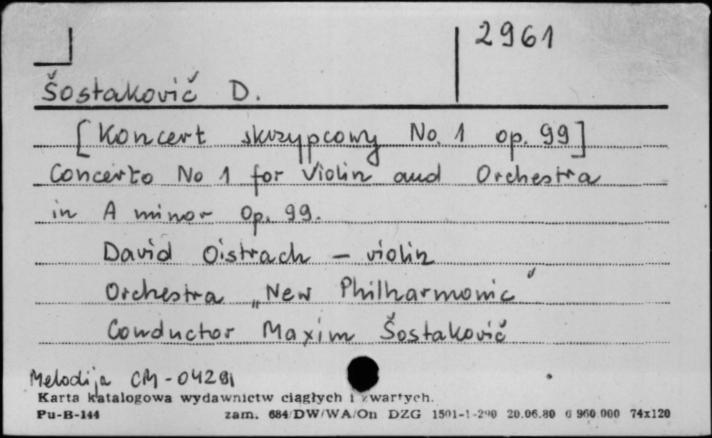 2961
Šostakovič D.
[Koncert skrzypcowy No. 1 op. 99]
Concerto No 1 for Violin and Orchestra
in A minor Op. 99.
David Oistrach – violin
Orchestra „New Philharmonic"
Conductor Maxim Šostakovič
Melodija CM-04281
Karta katalogowa wydawnictw ciągłych i zwartych.
Pu-B-144 zam. 684/DW/WA/On DZG 1501-1-200 20.06.80 6 960 000 74x120